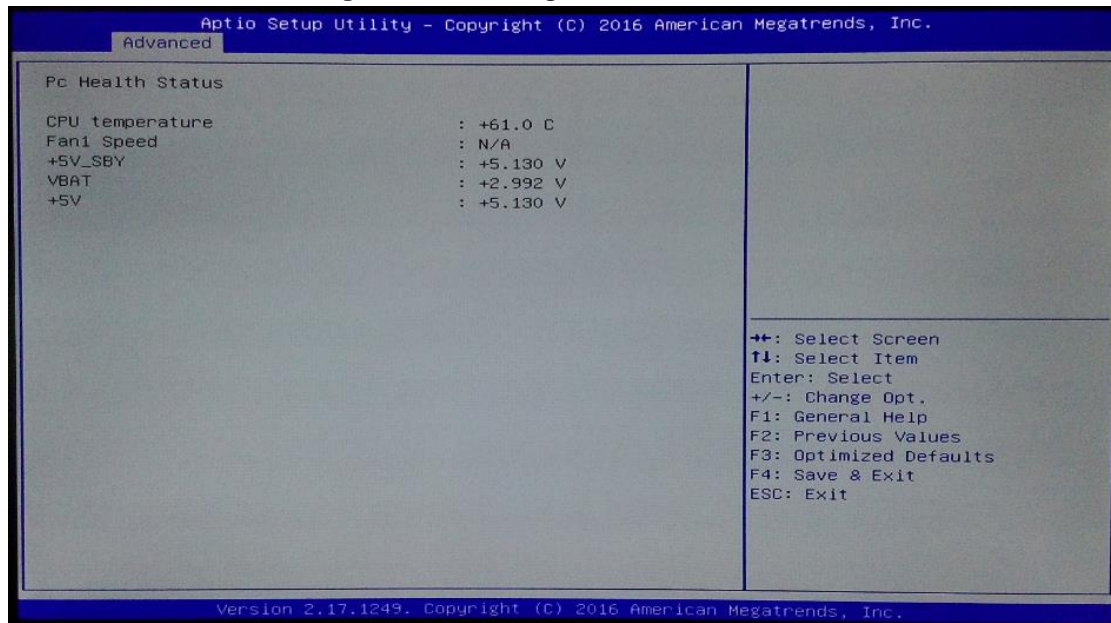 Aptio Setup Utility – Copyright (C) 2016 American Megatrends, Inc.
Advanced
Pc Health Status
CPU temperature : +61.0 C
Fan1 Speed : N/A
+5V_SBY : +5.130 V
VBAT : +2.992 V
+5V : +5.130 V
→←: Select Screen
↑↓: Select Item
Enter: Select
+/-: Change Opt.
F1: General Help
F2: Previous Values
F3: Optimized Defaults
F4: Save & Exit
ESC: Exit
Version 2.17.1249. Copyright (C) 2016 American Megatrends, Inc.